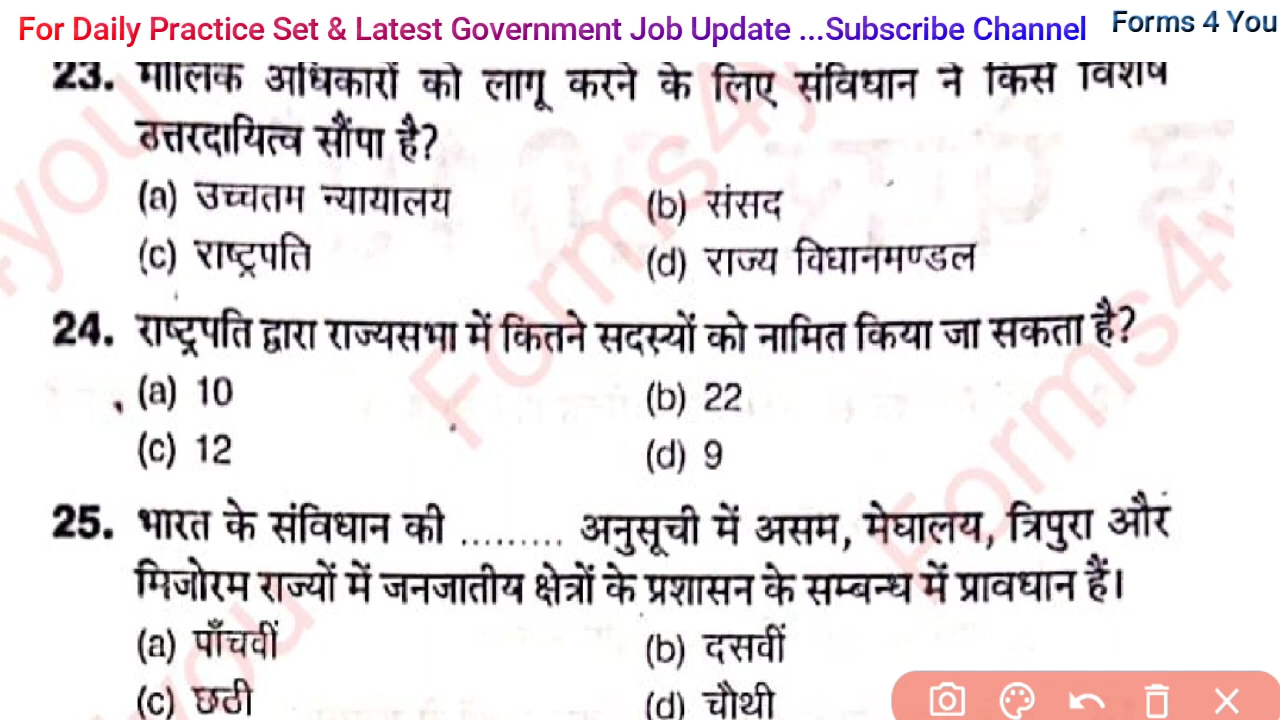 For Daily Practice Set & Latest Government Job Update ...Subscribe Channel Forms 4 You
23. मौलिक अधिकारों को लागू करने के लिए संविधान ने किसे विशेष
उत्तरदायित्व सौंपा है?
(a) उच्चतम न्यायालय (b) संसद
(c) राष्ट्रपति (d) राज्य विधानमण्डल
24. राष्ट्रपति द्वारा राज्यसभा में कितने सदस्यों को नामित किया जा सकता है?
(a) 10 (b) 22
(c) 12 (d) 9
25. भारत के संविधान की ......... अनुसूची में असम, मेघालय, त्रिपुरा और
मिजोरम राज्यों में जनजातीय क्षेत्रों के प्रशासन के सम्बन्ध में प्रावधान हैं।
(a) पाँचवीं (b) दसवीं
(c) छठी (d) चौथी